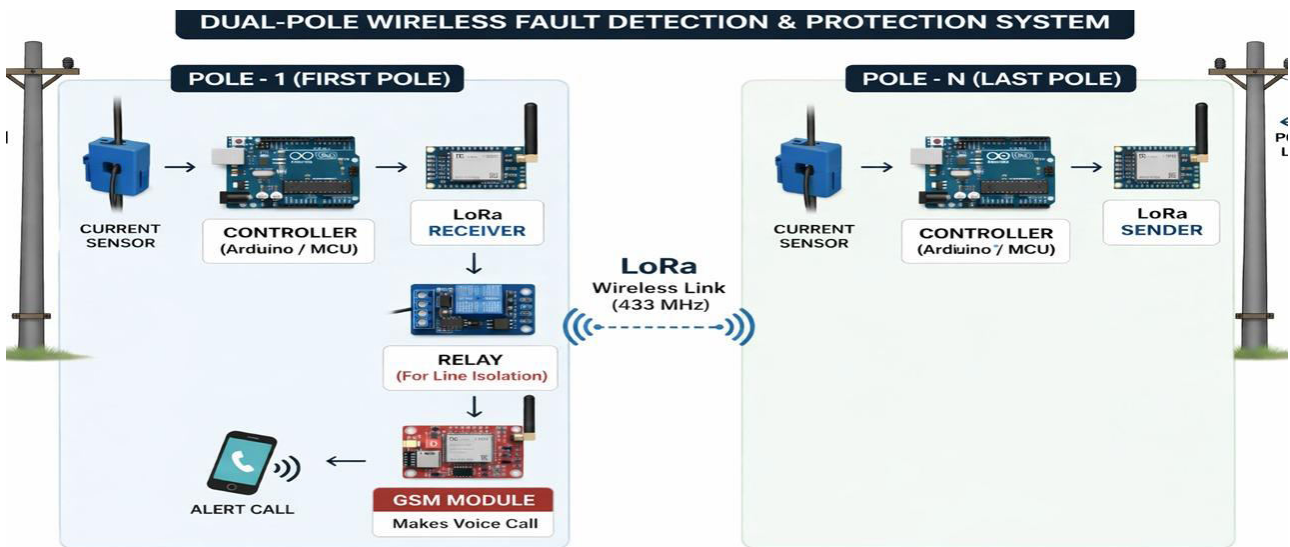 DUAL-POLE WIRELESS FAULT DETECTION & PROTECTION SYSTEM
POLE - 1 (FIRST POLE)
CURRENT
SENSOR
CONTROLLER
(Arduino / MCU)
LoRa
RECEIVER
RELAY
(For Line Isolation)
GSM MODULE
Makes Voice Call
ALERT CALL
LoRa
Wireless Link
(433 MHz)
POLE - N (LAST POLE)
CURRENT
SENSOR
CONTROLLER
(Arduino / MCU)
LoRa
SENDER